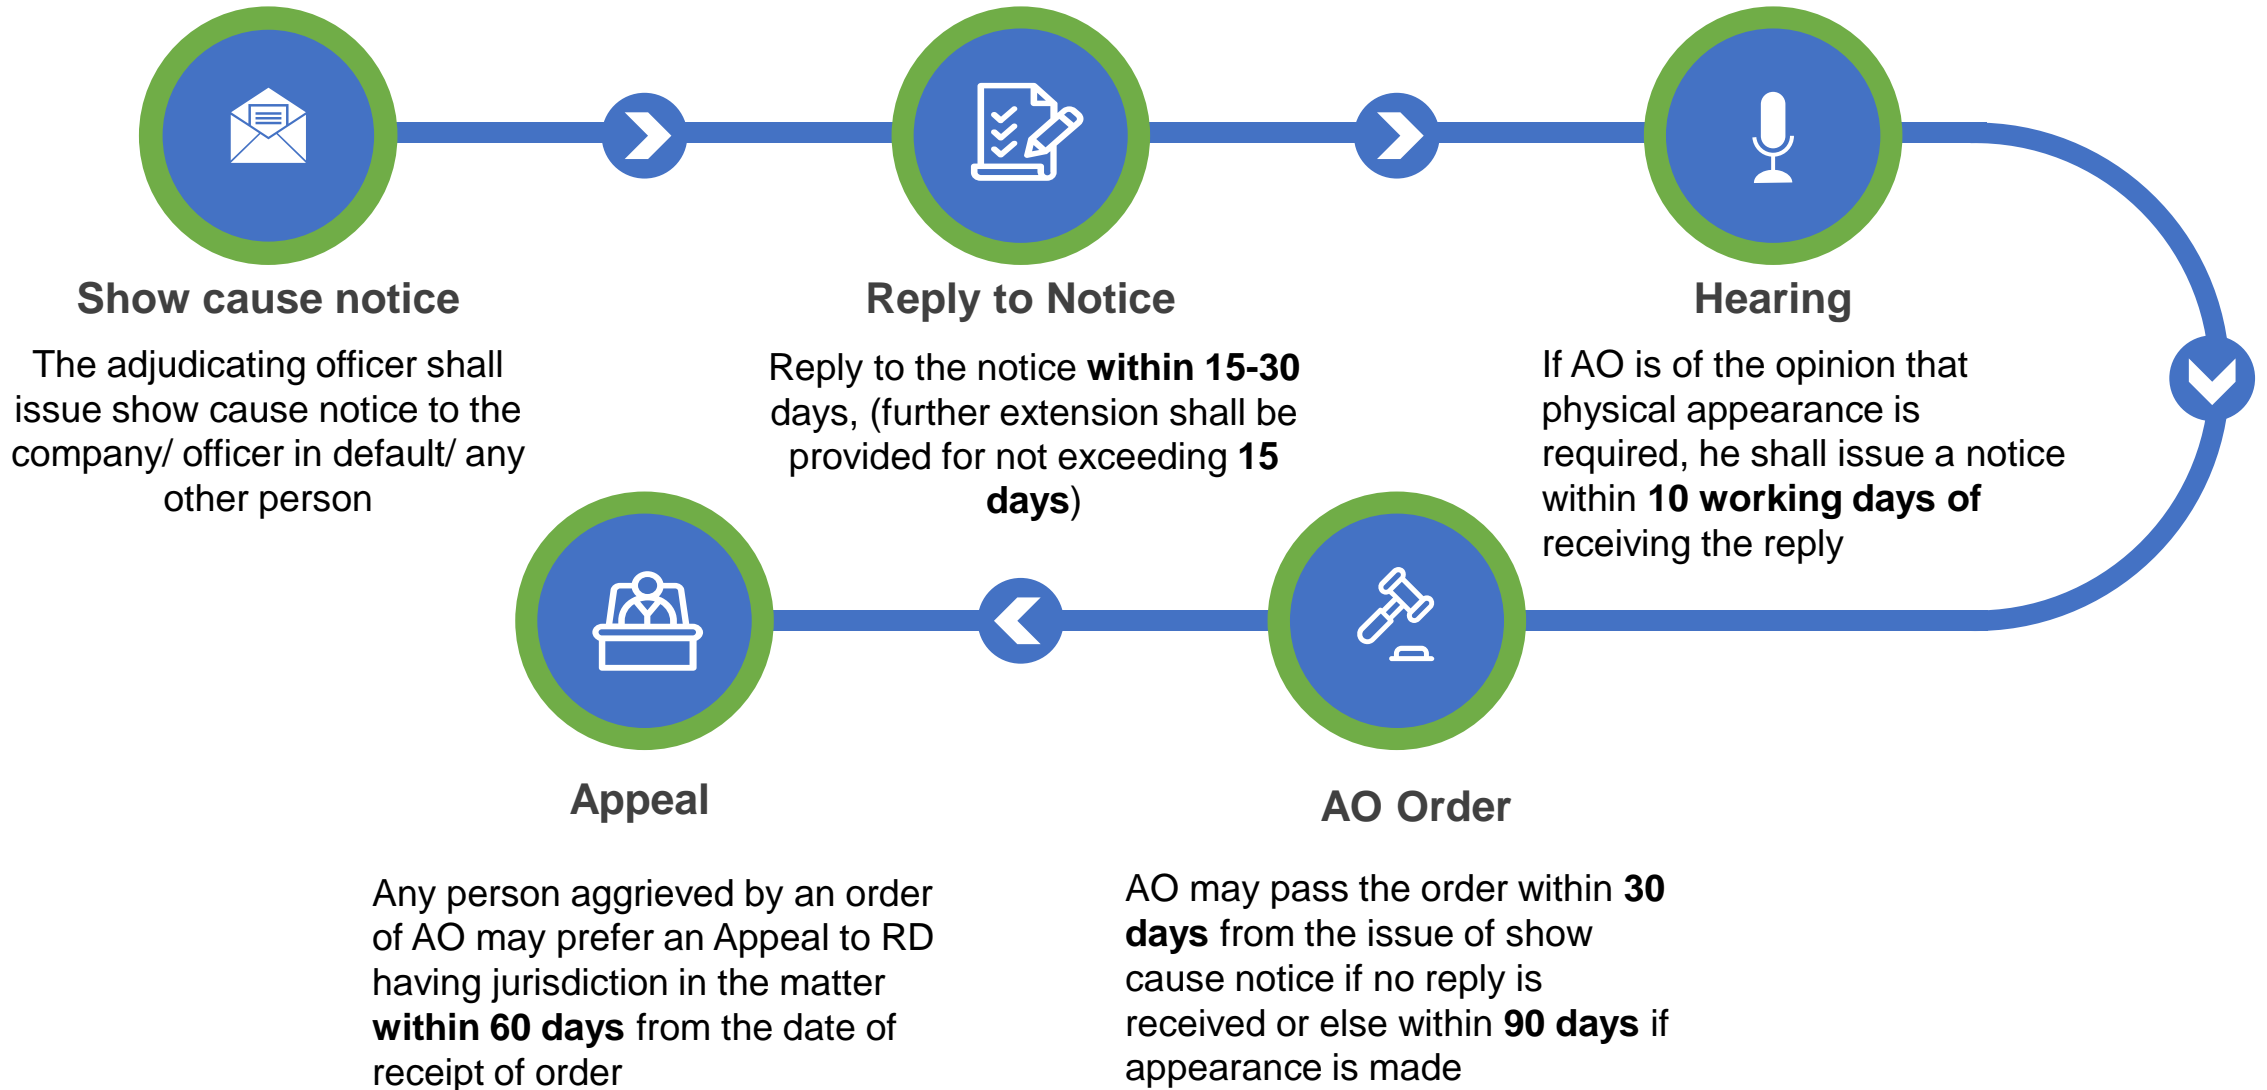 Show cause notice
The adjudicating officer shall
issue show cause notice to the
company/ officer in default/ any
other person
Reply to Notice
Reply to the notice within 15-30
days, (further extension shall be
provided for not exceeding 15
days)
Hearing
If AO is of the opinion that
physical appearance is
required, he shall issue a notice
within 10 working days of
receiving the reply
AO Order
AO may pass the order within 30
days from the issue of show
cause notice if no reply is
received or else within 90 days if
appearance is made
Appeal
Any person aggrieved by an order
of AO may prefer an Appeal to RD
having jurisdiction in the matter
within 60 days from the date of
receipt of order